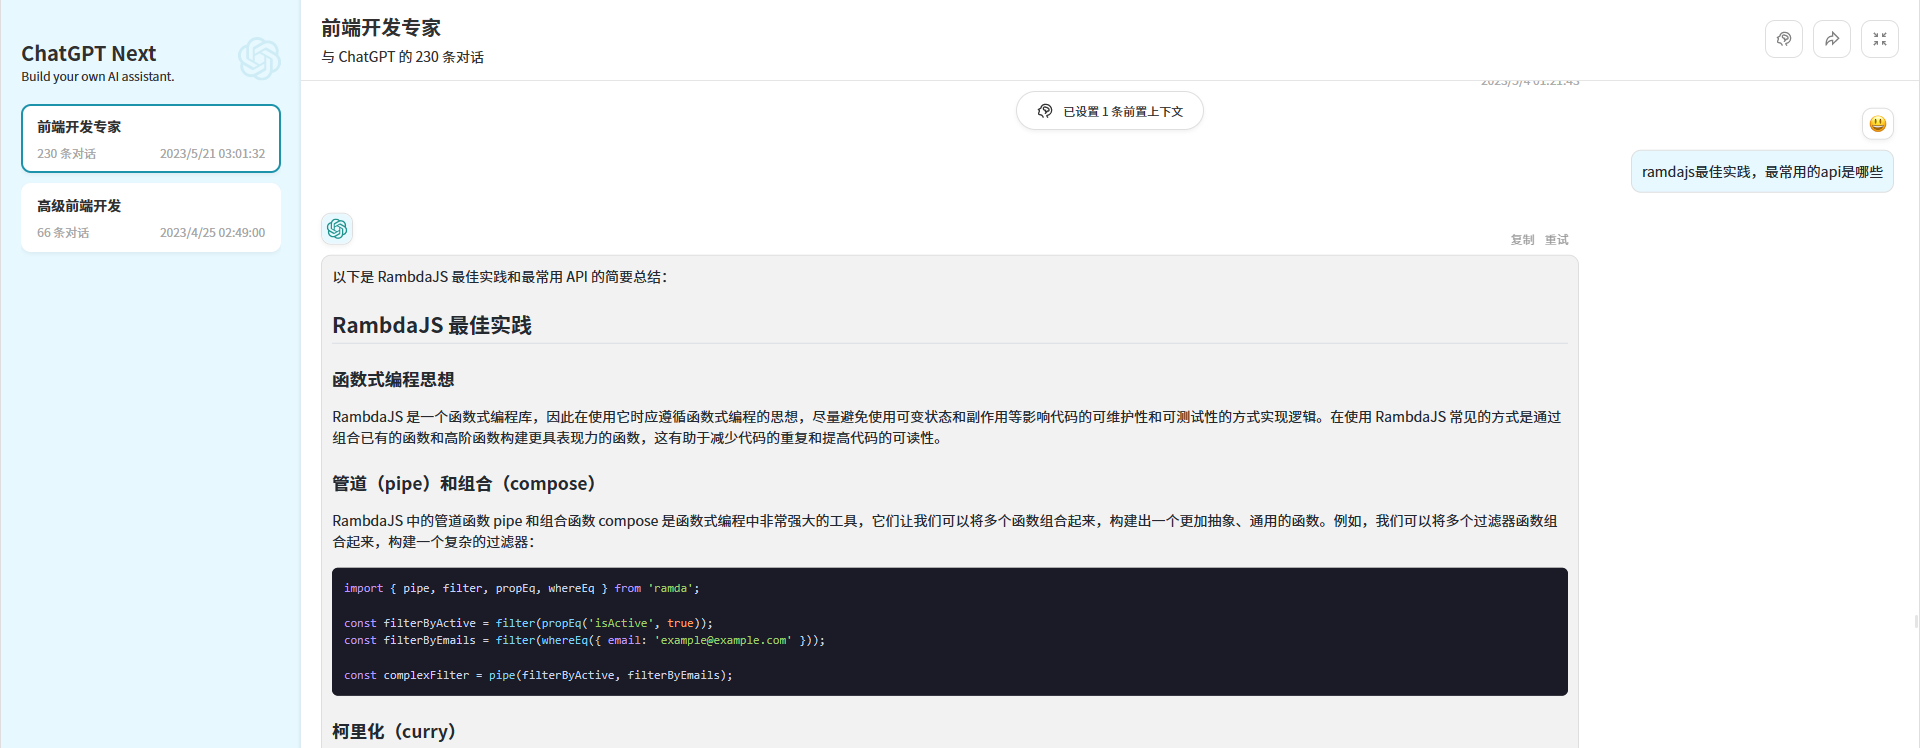 ChatGPT Next
Build your own AI assistant.
前端开发专家
230 条对话 2023/5/21 03:01:32
高级前端开发
66 条对话 2023/4/25 02:49:00
前端开发专家
与 ChatGPT 的 230 条对话
2023/5/4 01:21:43
已设置 1 条前置上下文
ramdajs最佳实践，最常用的api是哪些
复制 重试
以下是 RambdaJS 最佳实践和最常用 API 的简要总结：
RambdaJS 最佳实践
函数式编程思想
RambdaJS 是一个函数式编程库，因此在使用它时应遵循函数式编程的思想，尽量避免使用可变状态和副作用等影响代码的可维护性和可测试性的方式实现逻辑。在使用 RambdaJS 常见的方式是通过
组合已有的函数和高阶函数构建更具表现力的函数，这有助于减少代码的重复和提高代码的可读性。
管道（pipe）和组合（compose）
RambdaJS 中的管道函数 pipe 和组合函数 compose 是函数式编程中非常强大的工具，它们让我们可以将多个函数组合起来，构建出一个更加抽象、通用的函数。例如，我们可以将多个过滤器函数组
合起来，构建一个复杂的过滤器：
import { pipe, filter, propEq, whereEq } from 'ramda';
const filterByActive = filter(propEq('isActive', true));
const filterByEmails = filter(whereEq({ email: 'example@example.com' }));
const complexFilter = pipe(filterByActive, filterByEmails);
柯里化（curry）